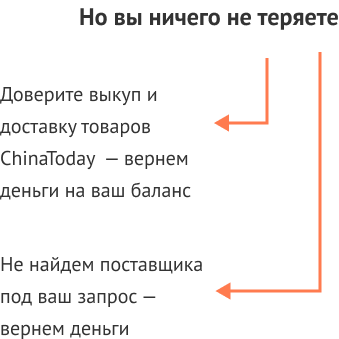 Но вы ничего не теряете
Доверите выкуп и
доставку товаров
ChinaToday — вернем
деньги на ваш баланс
Не найдем поставщика
под ваш запрос —
вернем деньги